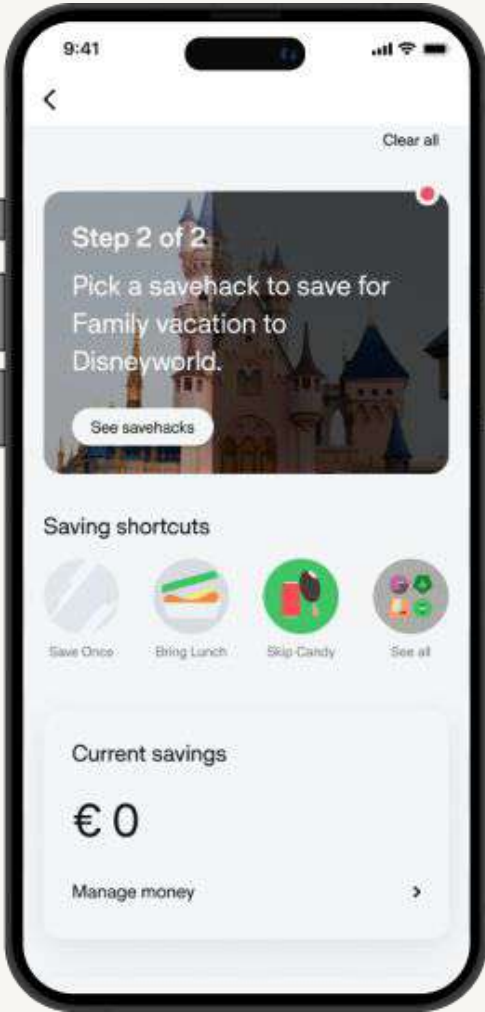 9:41
Clear all
Step 2 of 2
Pick a savehack to save for
Family vacation to
Disneyworld.
See savehacks
Saving shortcuts
Save Once Bring Lunch Skip Candy See all
Current savings
€ 0
Manage money